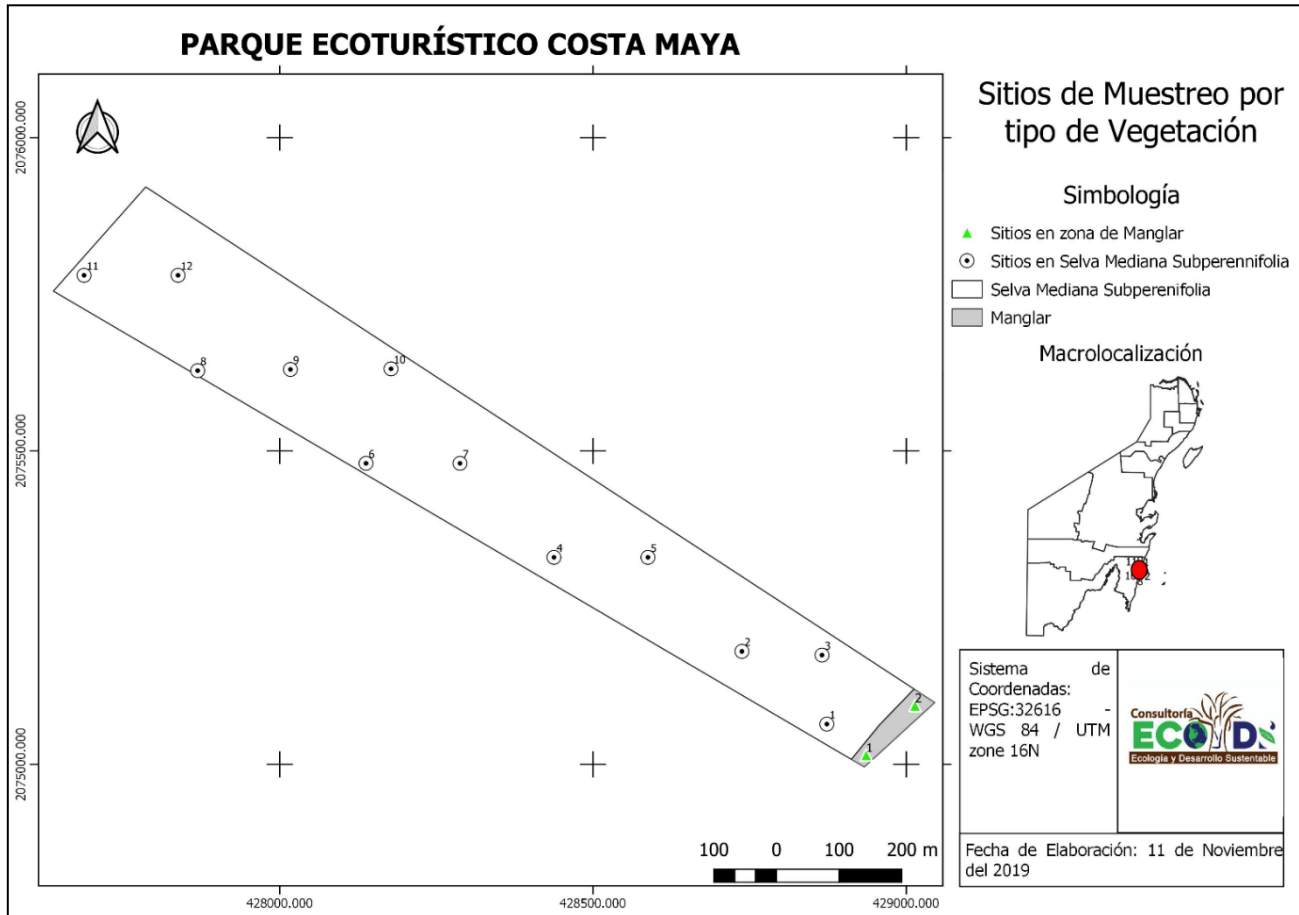 PARQUE ECOTURÍSTICO COSTA MAYA
2076000.000
2075500.000
2075000.000
428000.000
428500.000
429000.000
11
12
8
9
10
6
7
4
5
2
3
1
2
1
100 0 100 200 m
Sitios de Muestreo por
tipo de Vegetación
Simbología
Sitios en zona de Manglar
Sitios en Selva Mediana Subperennifolia
Selva Mediana Subperenifolia
Manglar
Macrolocalización
Sistema de
Coordenadas:
EPSG:32616 -
WGS 84 / UTM
zone 16N
Consultoría
ECOYDS
Ecología y Desarrollo Sustentable
Fecha de Elaboración: 11 de Noviembre
del 2019